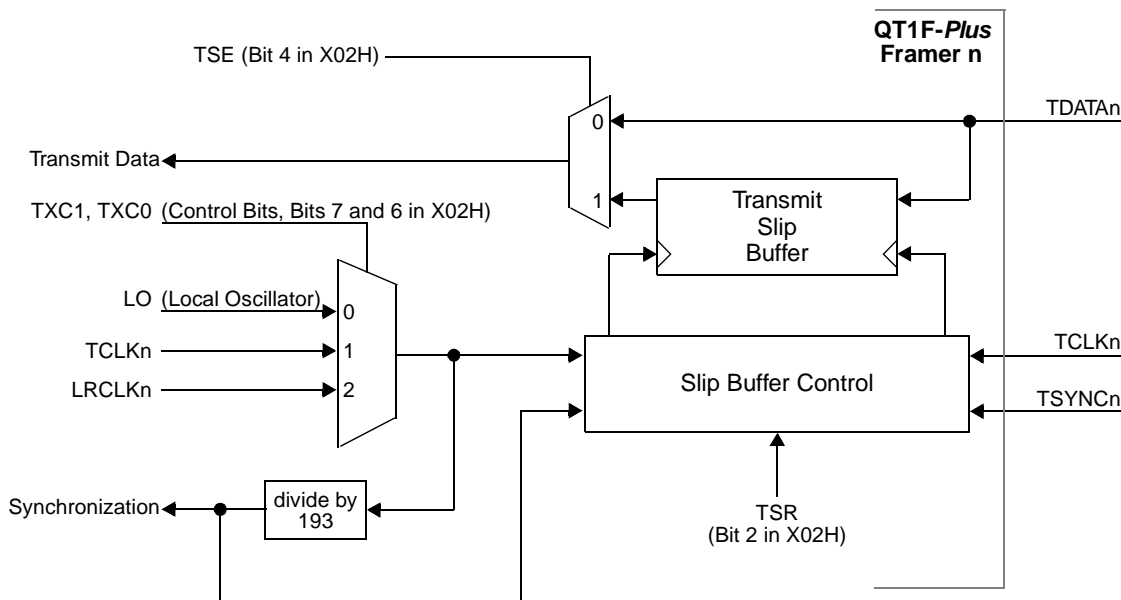 QT1F-Plus
Framer n
TSE (Bit 4 in X02H)
TDATAn
0
Transmit Data
1
Transmit
Slip
Buffer
TXC1, TXC0 (Control Bits, Bits 7 and 6 in X02H)
LO (Local Oscillator)
0
TCLKn
1
LRCLKn
2
Slip Buffer Control
TCLKn
TSYNCn
Synchronization
divide by
193
TSR
(Bit 2 in X02H)